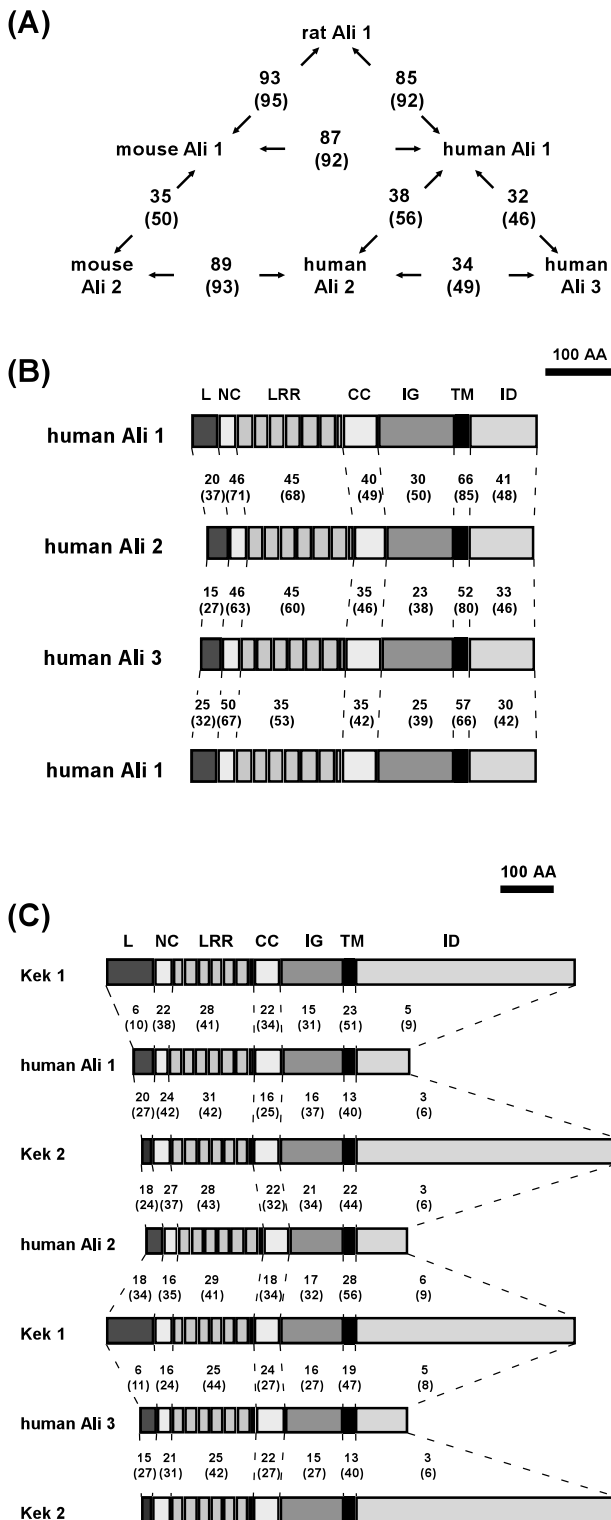 (A)
rat Ali 1
93 85
(95) (92)
87
mouse Ali 1 human Ali 1
(92)
35 38 32
(50) (56) (46)
mouse 89 human 34 human
Ali 2 (93) Ali 2 (49) Ali 3
100 AA
(B)
L NC LRR CC IG TM ID
human Ali 1
20 46 45 40 30 66 41
(37) (71) (68) (49) (50) (85) (48)
human Ali 2
15 46 45 35 23 52 33
(27) (63) (60) (46) (38) (80) (46)
human Ali 3
25 50 35 35 25 57 30
(32) (67) (53) (42) (39) (66) (42)
human Ali 1
100 AA
(C)
L NC LRR CC IG TM ID
Kek 1
6 22 28 22 15 23 5
(10) (38) (41) (34) (31) (51) (9)
human Ali 1
20 24 31 16 16 13 3
(27) (42) (42) (25) (37) (40) (6)
Kek 2
18 27 28 22 21 22 3
(24) (37) (43) (32) (34) (44) (6)
human Ali 2
18 16 29 18 17 28 6
(34) (35) (41) (34) (32) (56) (9)
Kek 1
6 16 25 24 16 19 5
(11) (24) (44) (27) (27) (47) (8)
human Ali 3
15 21 25 22 15 13 3
(27) (31) (42) (27) (27) (40) (6)
Kek 2